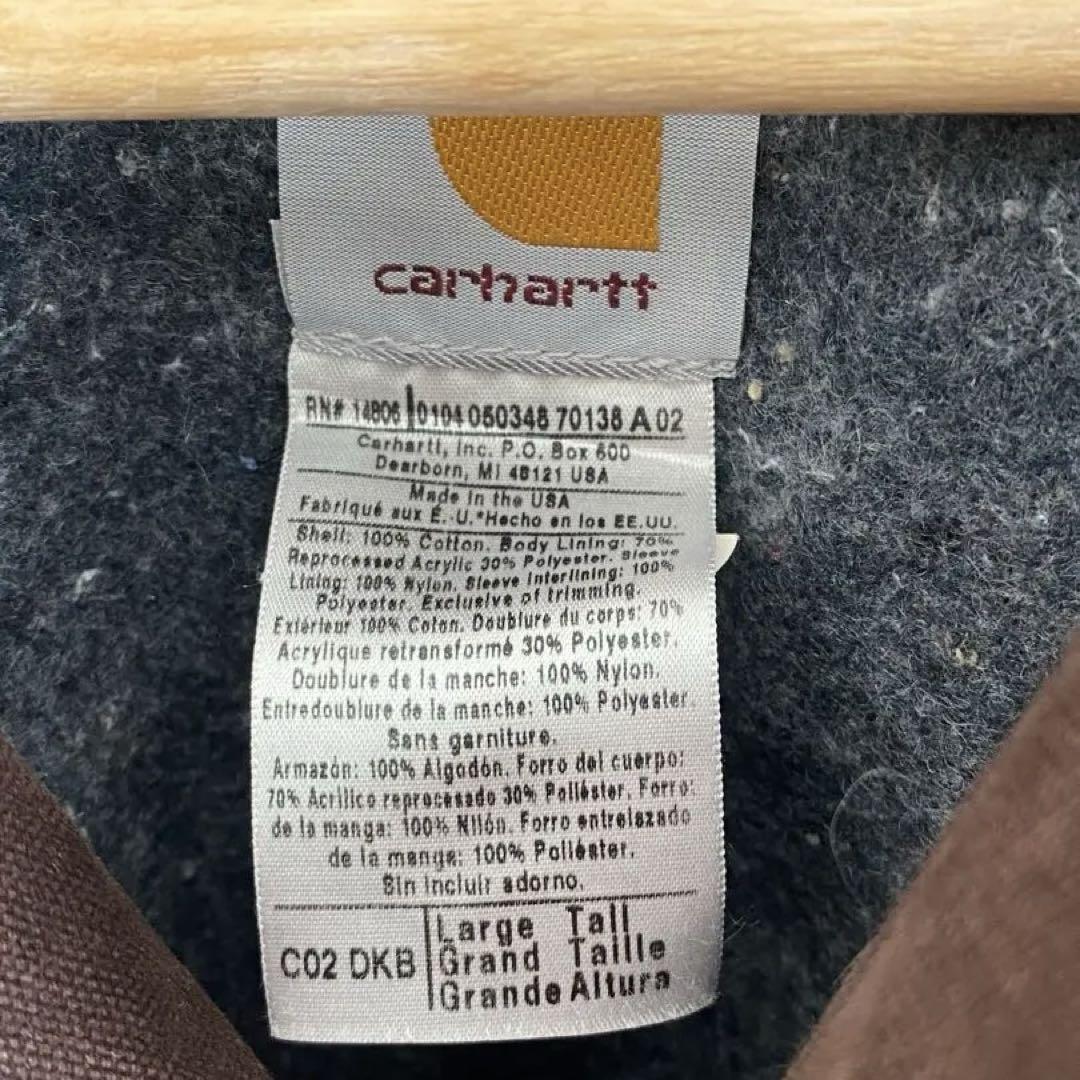 carhartt
RN# 14806 0104 050348 70138 A 02
Carhartt, Inc. P.O. Box 600
Dearborn, MI 48121 USA
Made in the USA
Fabriqué aux É.-U.*Hecho en los EE.UU.
Shell: 100% Cotton. Body Lining: 70%
Reprocessed Acrylic 30% Polyester. Sleeve
Lining: 100% Nylon. Sleeve Interlining: 100%
Polyester. Exclusive of trimming.
Extérieur 100% Coton. Doublure du corps: 70%
Acrylique retransformé 30% Polyester.
Doublure de la manche: 100% Nylon.
Entredoublure de la manche: 100% Polyester.
Sans garniture.
Armazón: 100% Algodón. Forro del cuerpo:
70% Acrílico reprocesado 30% Poliéster. Forro:
de la manga: 100% Nilón. Forro entrelazado
de la manga: 100% Poliéster.
Sin incluir adorno.
C02 DKB
Large Tall
Grand Taille
Grande Altura